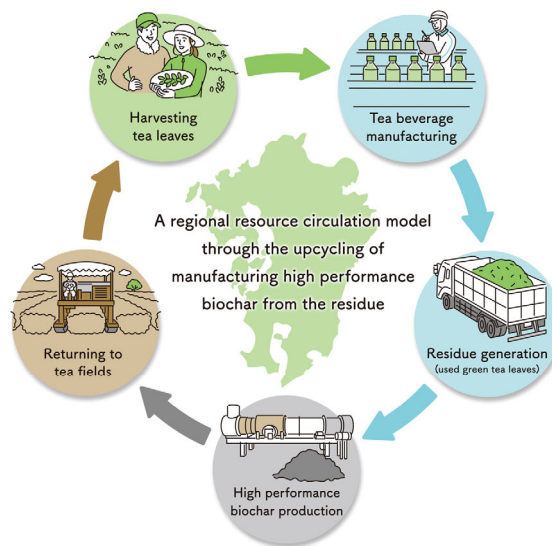 Harvesting
tea leaves
Tea beverage
manufacturing
A regional resource circulation model
through the upcycling of
manufacturing high performance
biochar from the residue
Residue generation
(used green tea leaves)
High performance
biochar production
Returning to
tea fields